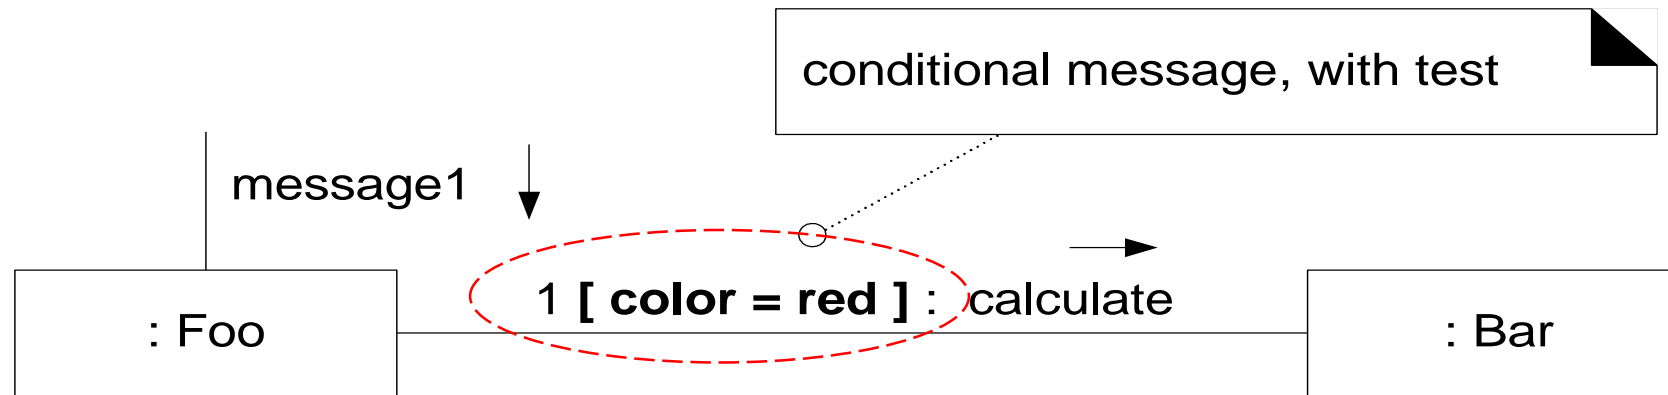 conditional message, with test
message1
1 [ color = red ] : calculate
: Foo
: Bar